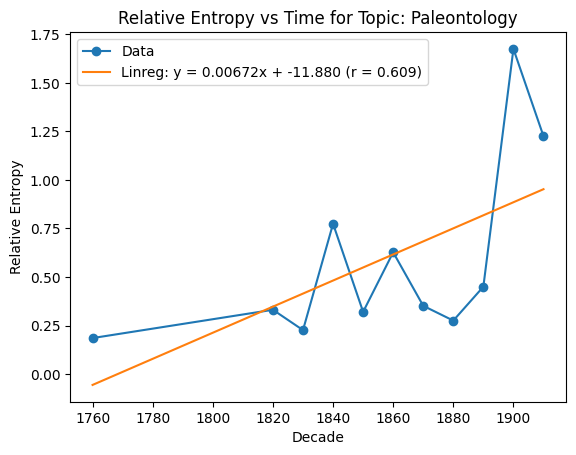 Relative Entropy vs Time for Topic: Paleontology
Data
Linreg: y = 0.00672x + -11.880 (r = 0.609)
Relative Entropy
1.75
1.50
1.25
1.00
0.75
0.50
0.25
0.00
1760 1780 1800 1820 1840 1860 1880 1900
Decade